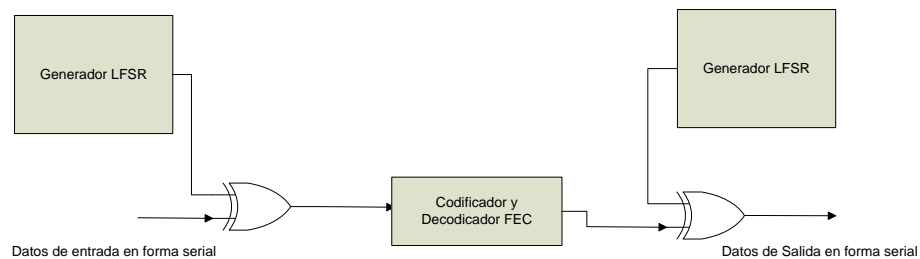 Generador LFSR
Generador LFSR
Codificador y
Decodicador FEC
Datos de entrada en forma serial
Datos de Salida en forma serial